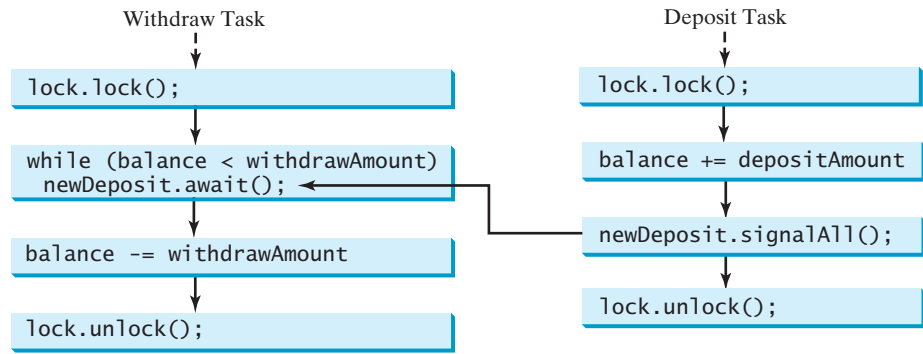 Withdraw Task
lock.lock();
while (balance < withdrawAmount)
newDeposit.await();
balance -= withdrawAmount
lock.unlock();
Deposit Task
lock.lock();
balance += depositAmount
newDeposit.signalAll();
lock.unlock();